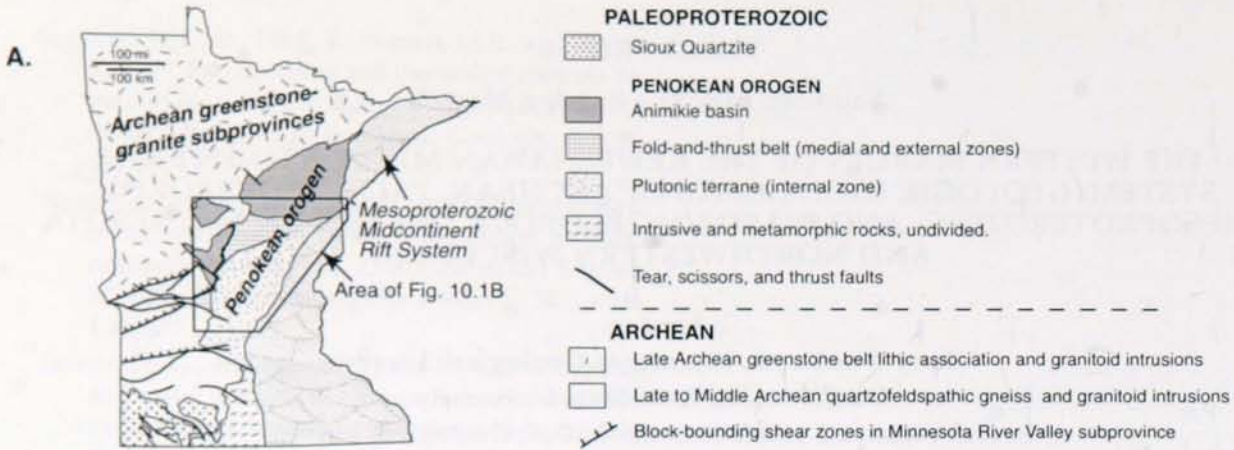 A.
100 mi
100 km
Archean greenstone-
granite subprovinces
Penokean orogen
Mesoproterozoic
Midcontinent
Rift System
Area of Fig. 10.1B
PALEOPROTEROZOIC
Sioux Quartzite
PENOKEAN OROGEN
Animikie basin
Fold-and-thrust belt (medial and external zones)
Plutonic terrane (internal zone)
Intrusive and metamorphic rocks, undivided.
Tear, scissors, and thrust faults
ARCHEAN
Late Archean greenstone belt lithic association and granitoid intrusions
Late to Middle Archean quartzofeldspathic gneiss and granitoid intrusions
Block-bounding shear zones in Minnesota River Valley subprovince